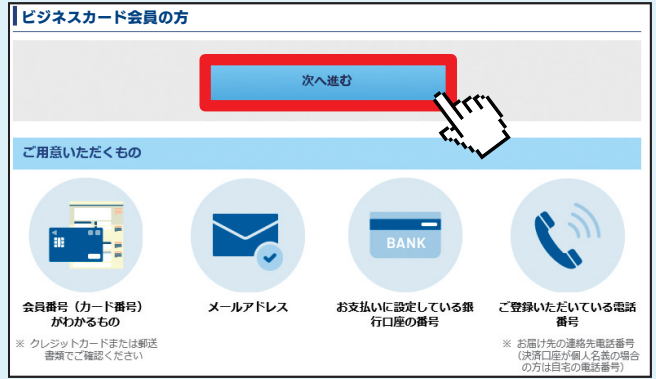 ビジネスカード会員の方
次へ進む
ご用意いただくもの
BANK
会員番号（カード番号）
がわかるもの
※ クレジットカードまたは郵送
書類でご確認ください
メールアドレス
お支払いに設定している銀
行口座の番号
ご登録いただいている電話
番号
※ お届け先の連絡先電話番号
（決済口座が個人名義の場合
の方は自宅の電話番号）